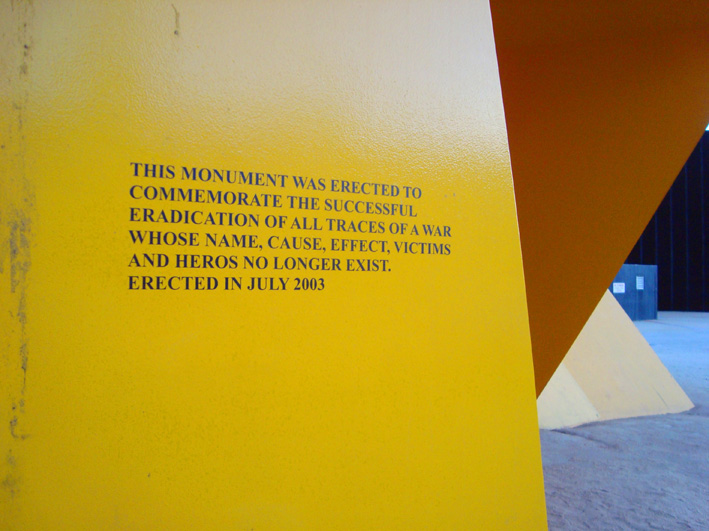 THIS MONUMENT WAS ERECTED TO
COMMEMORATE THE SUCCESSFUL
ERADICATION OF ALL TRACES OF A WAR
WHOSE NAME, CAUSE, EFFECT, VICTIMS
AND HEROS NO LONGER EXIST.
ERECTED IN JULY 2003